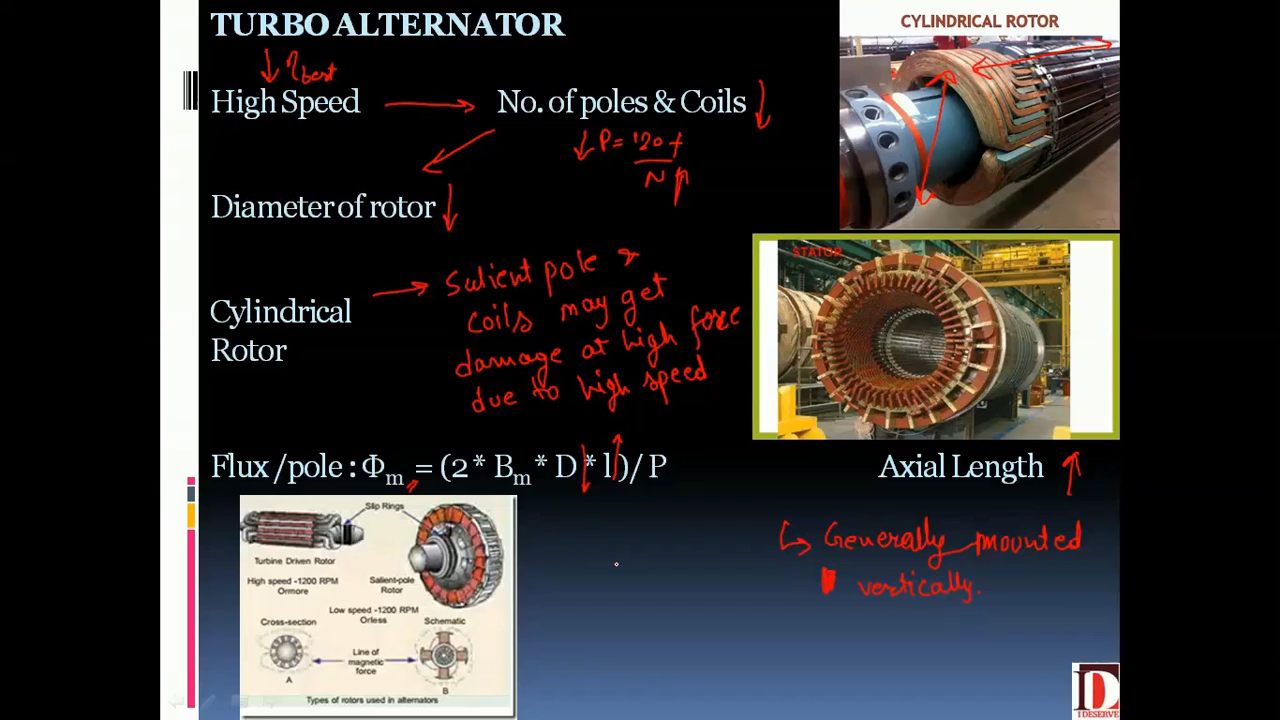 TURBO ALTERNATOR
CYLINDRICAL ROTOR
↓ η best
High Speed → No. of poles & Coils ↓
↓ P = 120 f
N ↑
Diameter of rotor ↓
STATOR
Cylindrical
Rotor
→ Salient pole &
coils may get
damage at high force
due to high speed
Flux /pole : Φm = (2* Bm* D * l )/ P
Axial Length ↑
Generally mounted
vertically.
Slip Rings
Turbine Driven Rotor
High speed -1200 RPM
Ormore
Salient-pole
Rotor
Low speed -1200 RPM
Orless
Cross-section
Schematic
Line of
magnetic
force
A
B
Types of rotors used in alternators
I DESERVE